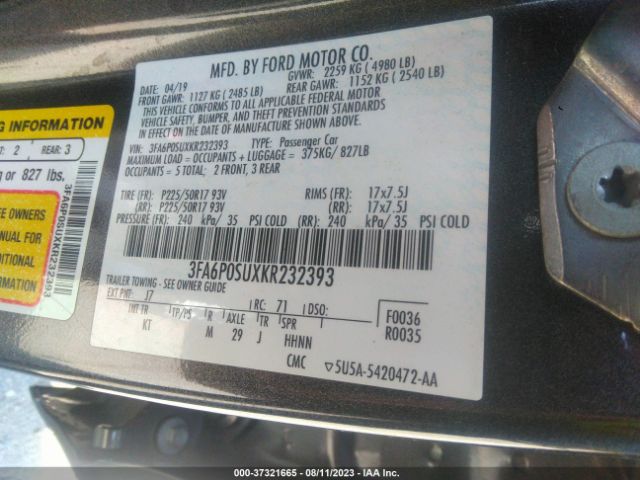 MFD. BY FORD MOTOR CO.
DATE: 04/19 GVWR: 2259 KG ( 4980 LB)
FRONT GAWR: 1127 KG ( 2485 LB) REAR GAWR: 1152 KG ( 2540 LB)
THIS VEHICLE CONFORMS TO ALL APPLICABLE FEDERAL MOTOR
VEHICLE SAFETY, BUMPER, AND THEFT PREVENTION STANDARDS
IN EFFECT ON THE DATE OF MANUFACTURE SHOWN ABOVE.
VIN: 3FA6P0SUXKR232393 TYPE: Passenger Car
MAXIMUM LOAD = OCCUPANTS + LUGGAGE = 375KG/ 827LB
OCCUPANTS = 5 TOTAL: 2 FRONT, 3 REAR
TIRE (FR): P225/50R17 93V RIMS (FR): 17x7.5J
(RR): P225/50R17 93V (RR): 17x7.5J
PRESSURE (FR): 240 kPa/ 35 PSI COLD (RR): 240 kPa/ 35 PSI COLD
3FA6P0SUXKR232393
TRAILER TOWING - SEE OWNER GUIDE
EXT PNT: J7 RC: 71 DSO:
INT TR TP/PS R AXLE TR SPR
KT M 29 J HHNN
F0036
R0035
CMC ▽5U5A-5420472-AA
G INFORMATION
: 2 REAR: 3
g or 827 lbs.
EE OWNERS
ANUAL FOR
DDITIONAL
FORMATION
3FA6P0SUXKR232393
000-37321665 - 08/11/2023 - IAA Inc.